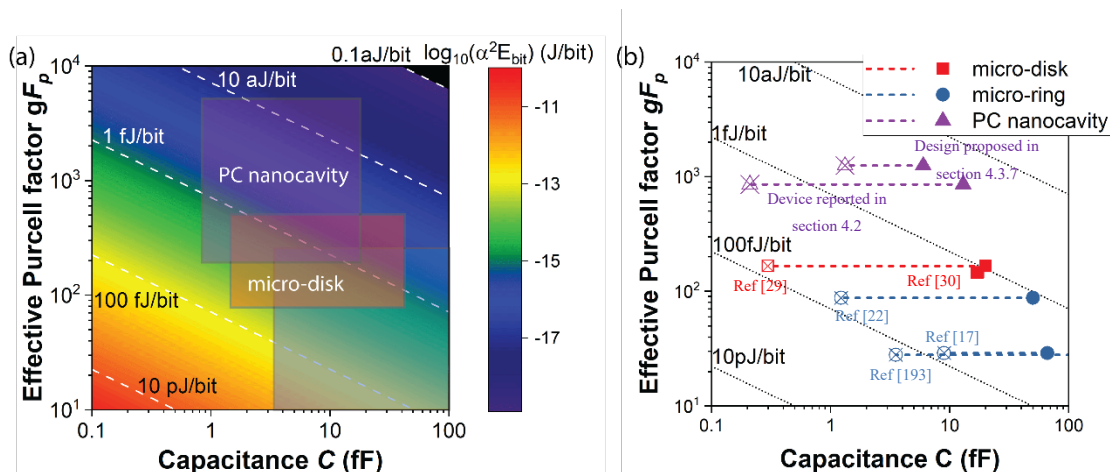 (a)
0.1aJ/bit
log₁₀(α²E_bit) (J/bit)
10⁴
10³
10²
10¹
Effective Purcell factor gF_p
10 aJ/bit
1 fJ/bit
100 fJ/bit
10 pJ/bit
PC nanocavity
micro-disk
-11
-13
-15
-17
0.1
1
10
100
Capacitance C (fF)
(b)
10⁴
10³
10²
10¹
Effective Purcell factor gF_p
10aJ/bit
1fJ/bit
100fJ/bit
10pJ/bit
micro-disk
micro-ring
PC nanocavity
Design proposed in
section 4.3.7
Device reported in
section 4.2
Ref [29]
Ref [30]
Ref [22]
Ref [17]
Ref [193]
0.1
1
10
100
Capacitance C (fF)